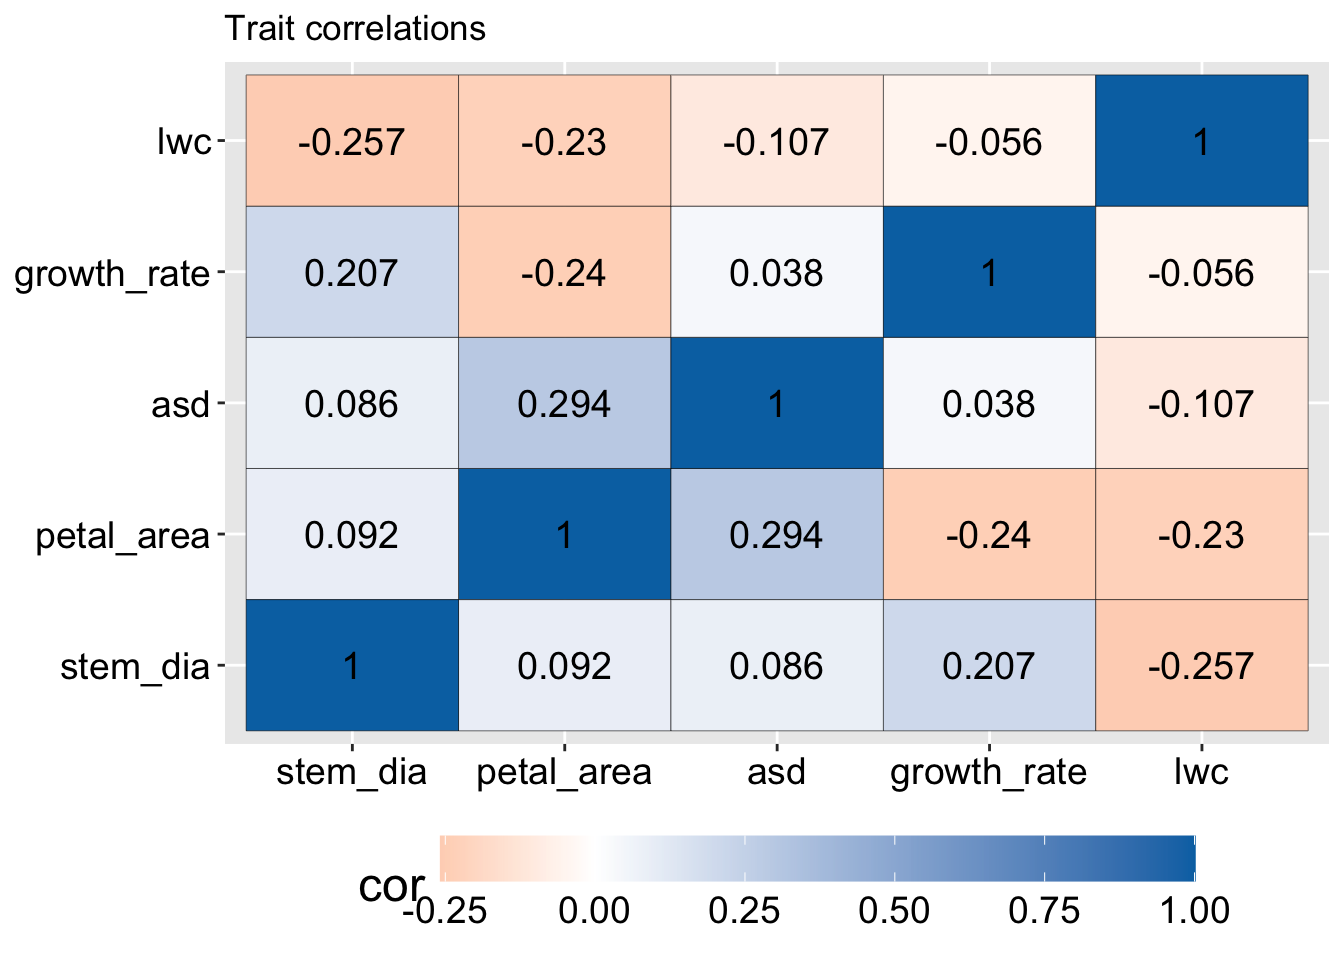 Trait correlations
lwc -0.257 -0.23 -0.107 -0.056 1
growth_rate 0.207 -0.24 0.038 1 -0.056
asd 0.086 0.294 1 0.038 -0.107
petal_area 0.092 1 0.294 -0.24 -0.23
stem_dia 1 0.092 0.086 0.207 -0.257
stem_dia petal_area asd growth_rate lwc
cor
-0.25 0.00 0.25 0.50 0.75 1.00